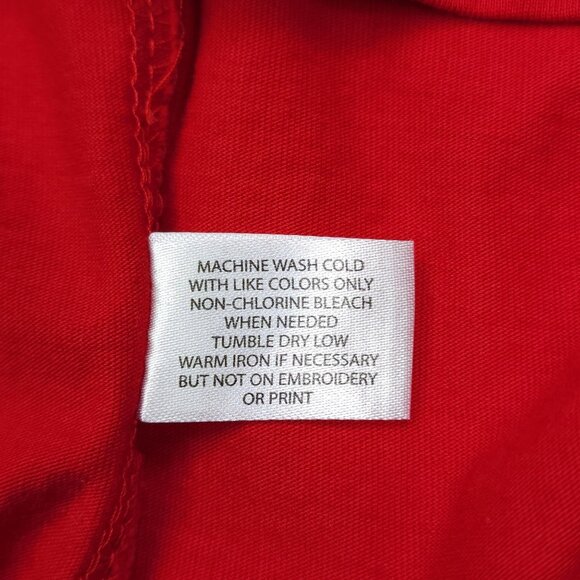 MACHINE WASH COLD
WITH LIKE COLORS ONLY
NON-CHLORINE BLEACH
WHEN NEEDED
TUMBLE DRY LOW
WARM IRON IF NECESSARY
BUT NOT ON EMBROIDERY
OR PRINT